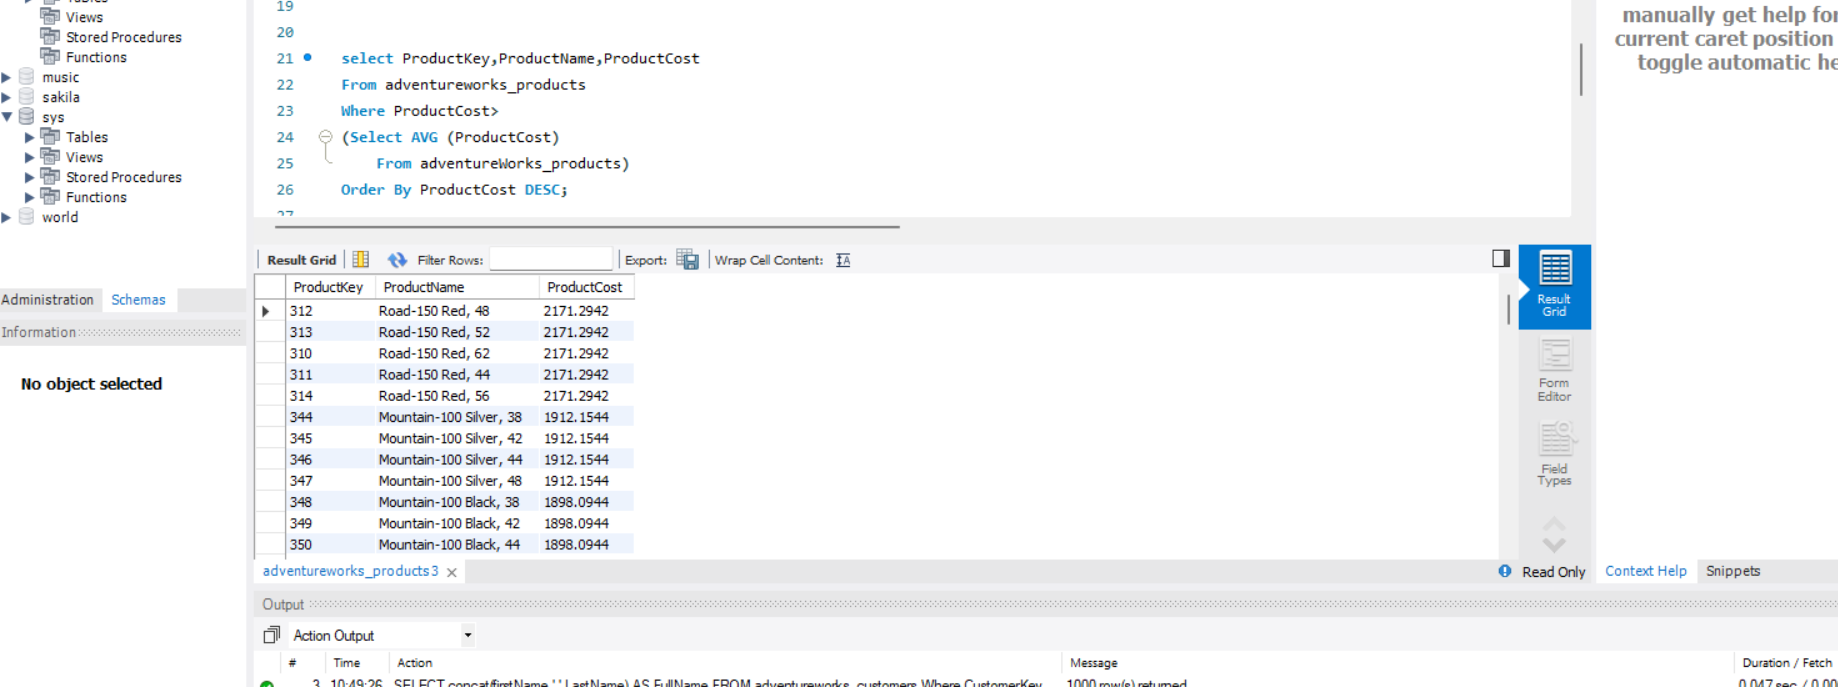 Tables
Views
Stored Procedures
Functions
music
sakila
sys
Tables
Views
Stored Procedures
Functions
world
Administration Schemas
Information
No object selected
19
20
21 select ProductKey,ProductName,ProductCost
22 From adventureworks_products
23 Where ProductCost>
24 (Select AVG (ProductCost)
25 From adventureWorks_products)
26 Order By ProductCost DESC;
27
Result Grid Filter Rows: Export: Wrap Cell Content:
ProductKey ProductName ProductCost
312 Road-150 Red, 48 2171.2942
313 Road-150 Red, 52 2171.2942
310 Road-150 Red, 62 2171.2942
311 Road-150 Red, 44 2171.2942
314 Road-150 Red, 56 2171.2942
344 Mountain-100 Silver, 38 1912.1544
345 Mountain-100 Silver, 42 1912.1544
346 Mountain-100 Silver, 44 1912.1544
347 Mountain-100 Silver, 48 1912.1544
348 Mountain-100 Black, 38 1898.0944
349 Mountain-100 Black, 42 1898.0944
350 Mountain-100 Black, 44 1898.0944
Result
Grid
Form
Editor
Field
Types
adventureworks_products3
Read Only
manually get help for
current caret position
toggle automatic he
Context Help Snippets
Output
Action Output
# Time Action Message Duration / Fetch
3 10:49:26 SELECT concat(firstName,' ',LastName) AS FullName FROM adventureworks_customers Where CustomerKey 1000 row(s) returned 0.047 sec / 0.00